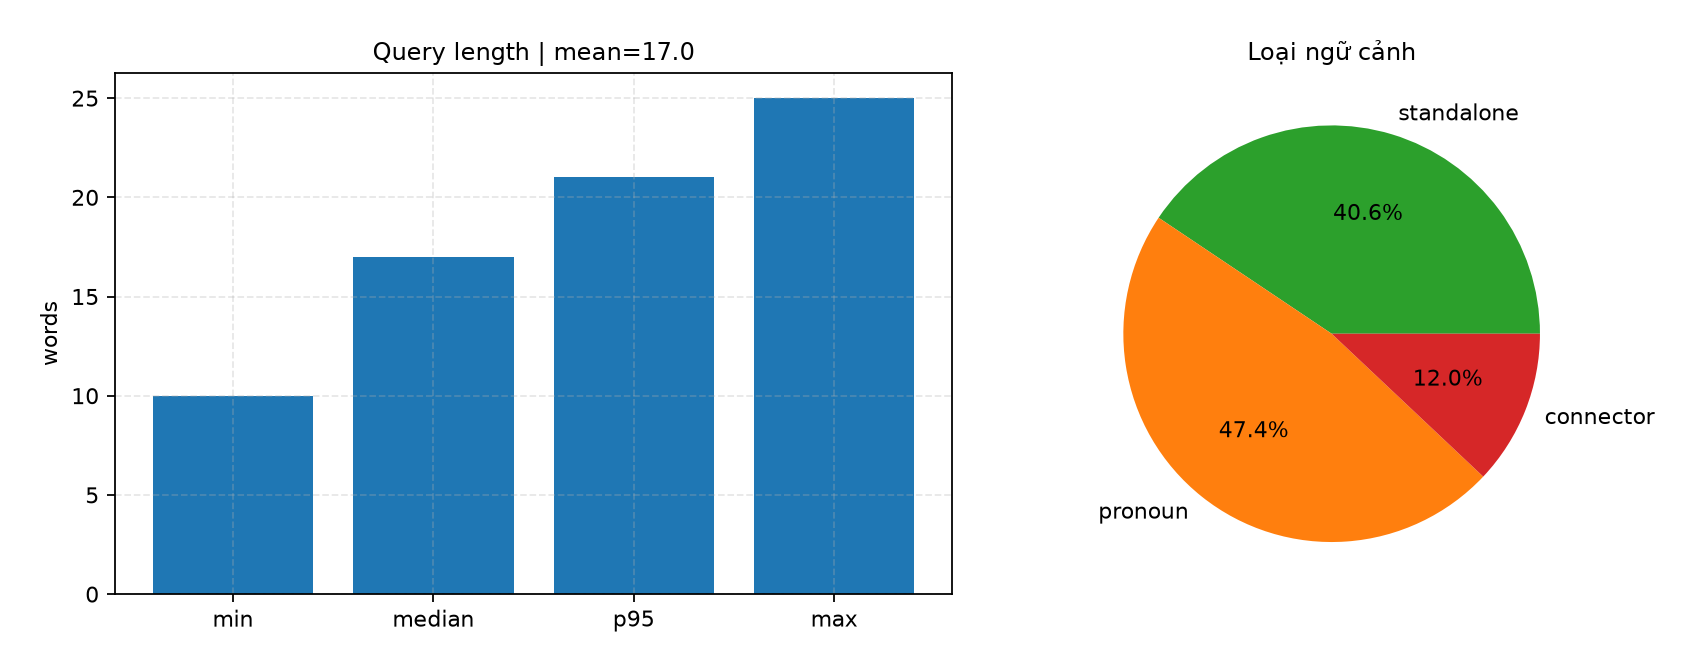 Query length | mean=17.0
words
25
20
15
10
5
0
min median p95 max
Loại ngữ cảnh
standalone
40.6%
12.0%
connector
47.4%
pronoun